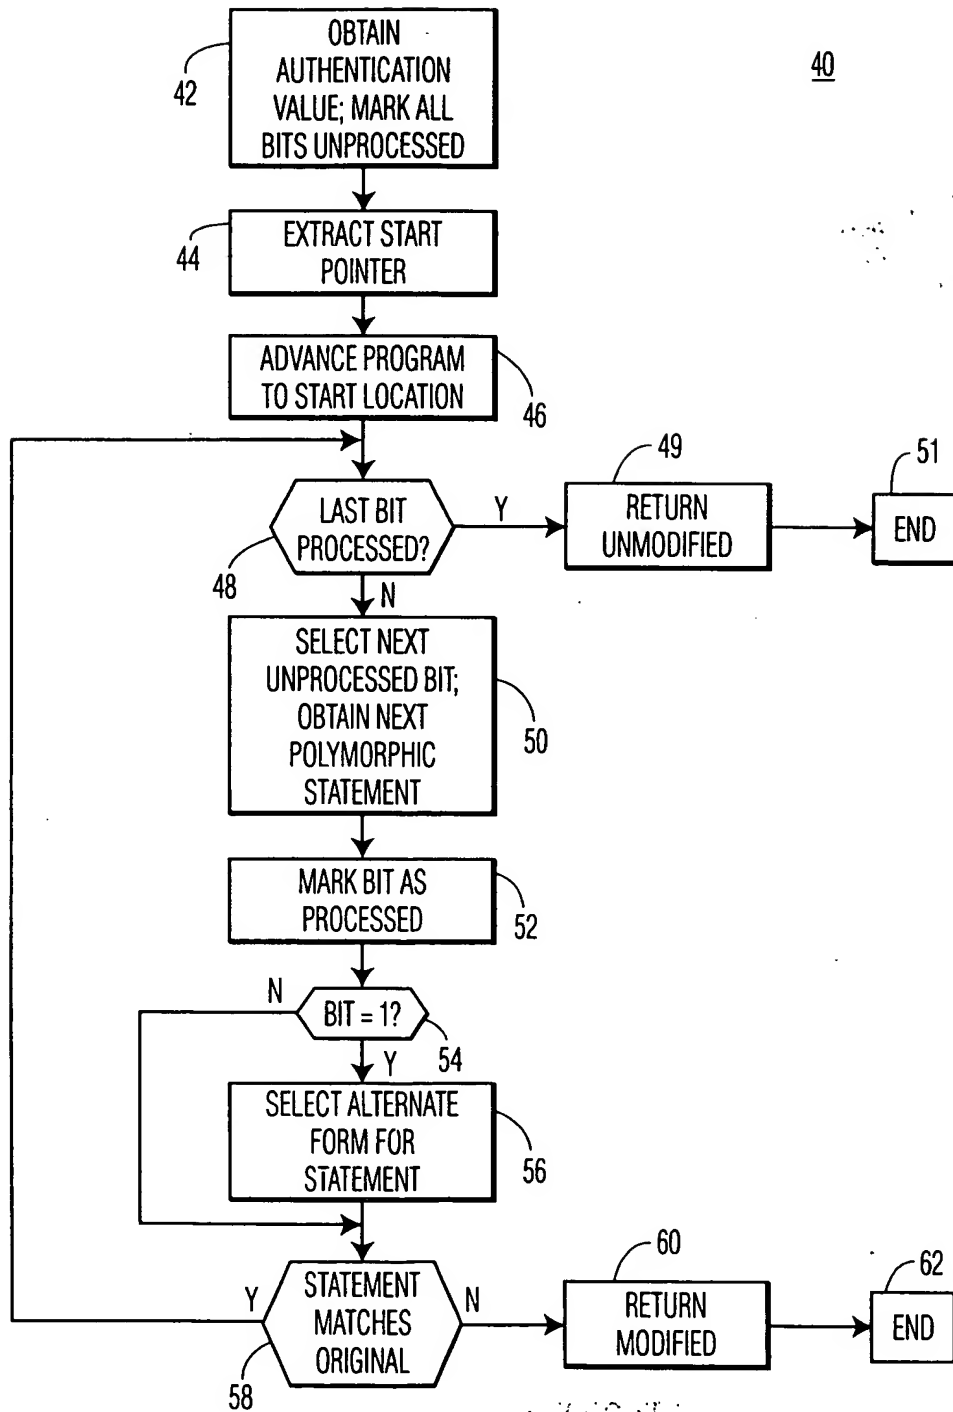 40
OBTAIN
AUTHENTICATION
VALUE; MARK ALL
BITS UNPROCESSED
42
EXTRACT START
POINTER
44
ADVANCE PROGRAM
TO START LOCATION
46
LAST BIT
PROCESSED?
48
Y
N
RETURN
UNMODIFIED
49
END
51
SELECT NEXT
UNPROCESSED BIT;
OBTAIN NEXT
POLYMORPHIC
STATEMENT
50
MARK BIT AS
PROCESSED
52
N
BIT = 1?
54
Y
SELECT ALTERNATE
FORM FOR
STATEMENT
56
Y
STATEMENT
MATCHES
ORIGINAL
58
N
RETURN
MODIFIED
60
END
62